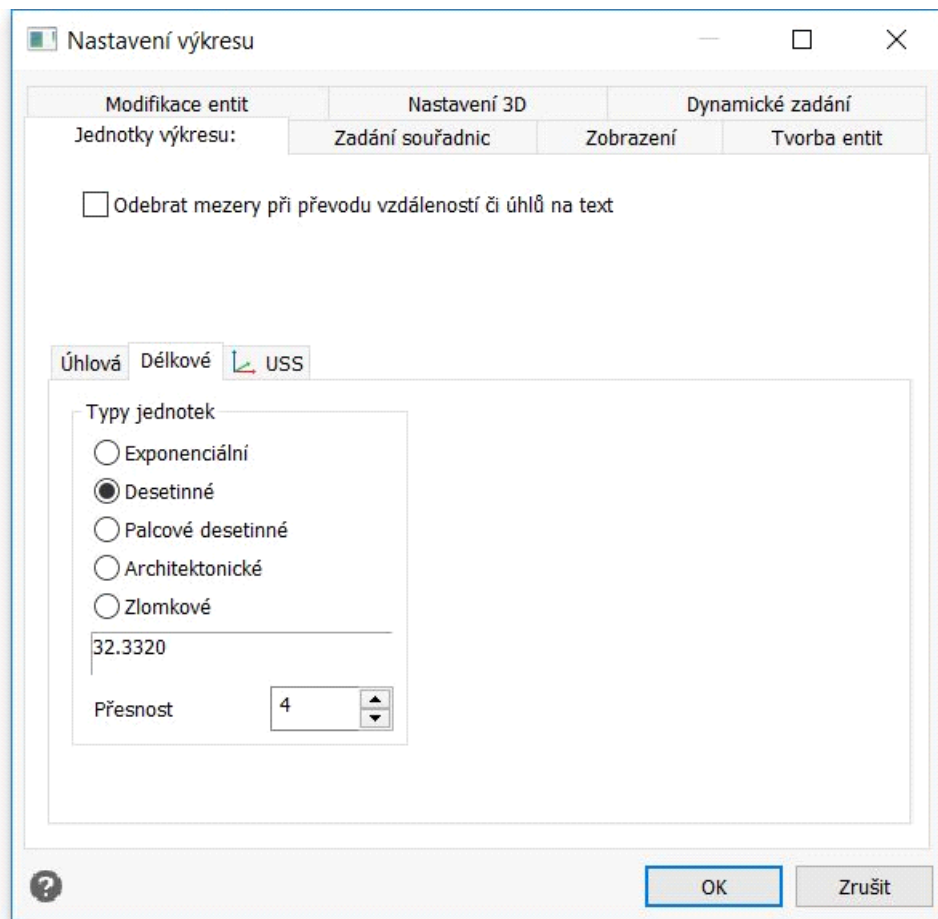 Nastavení výkresu
Modifikace entit Nastavení 3D Dynamické zadání
Jednotky výkresu: Zadání souřadnic Zobrazení Tvorba entit
Odebrat mezery při převodu vzdáleností či úhlů na text
Úhlová Délkové USS
Typy jednotek
Exponenciální
Desetinné
Palcové desetinné
Architektonické
Zlomkové
32.3320
Přesnost 4
? OK Zrušit